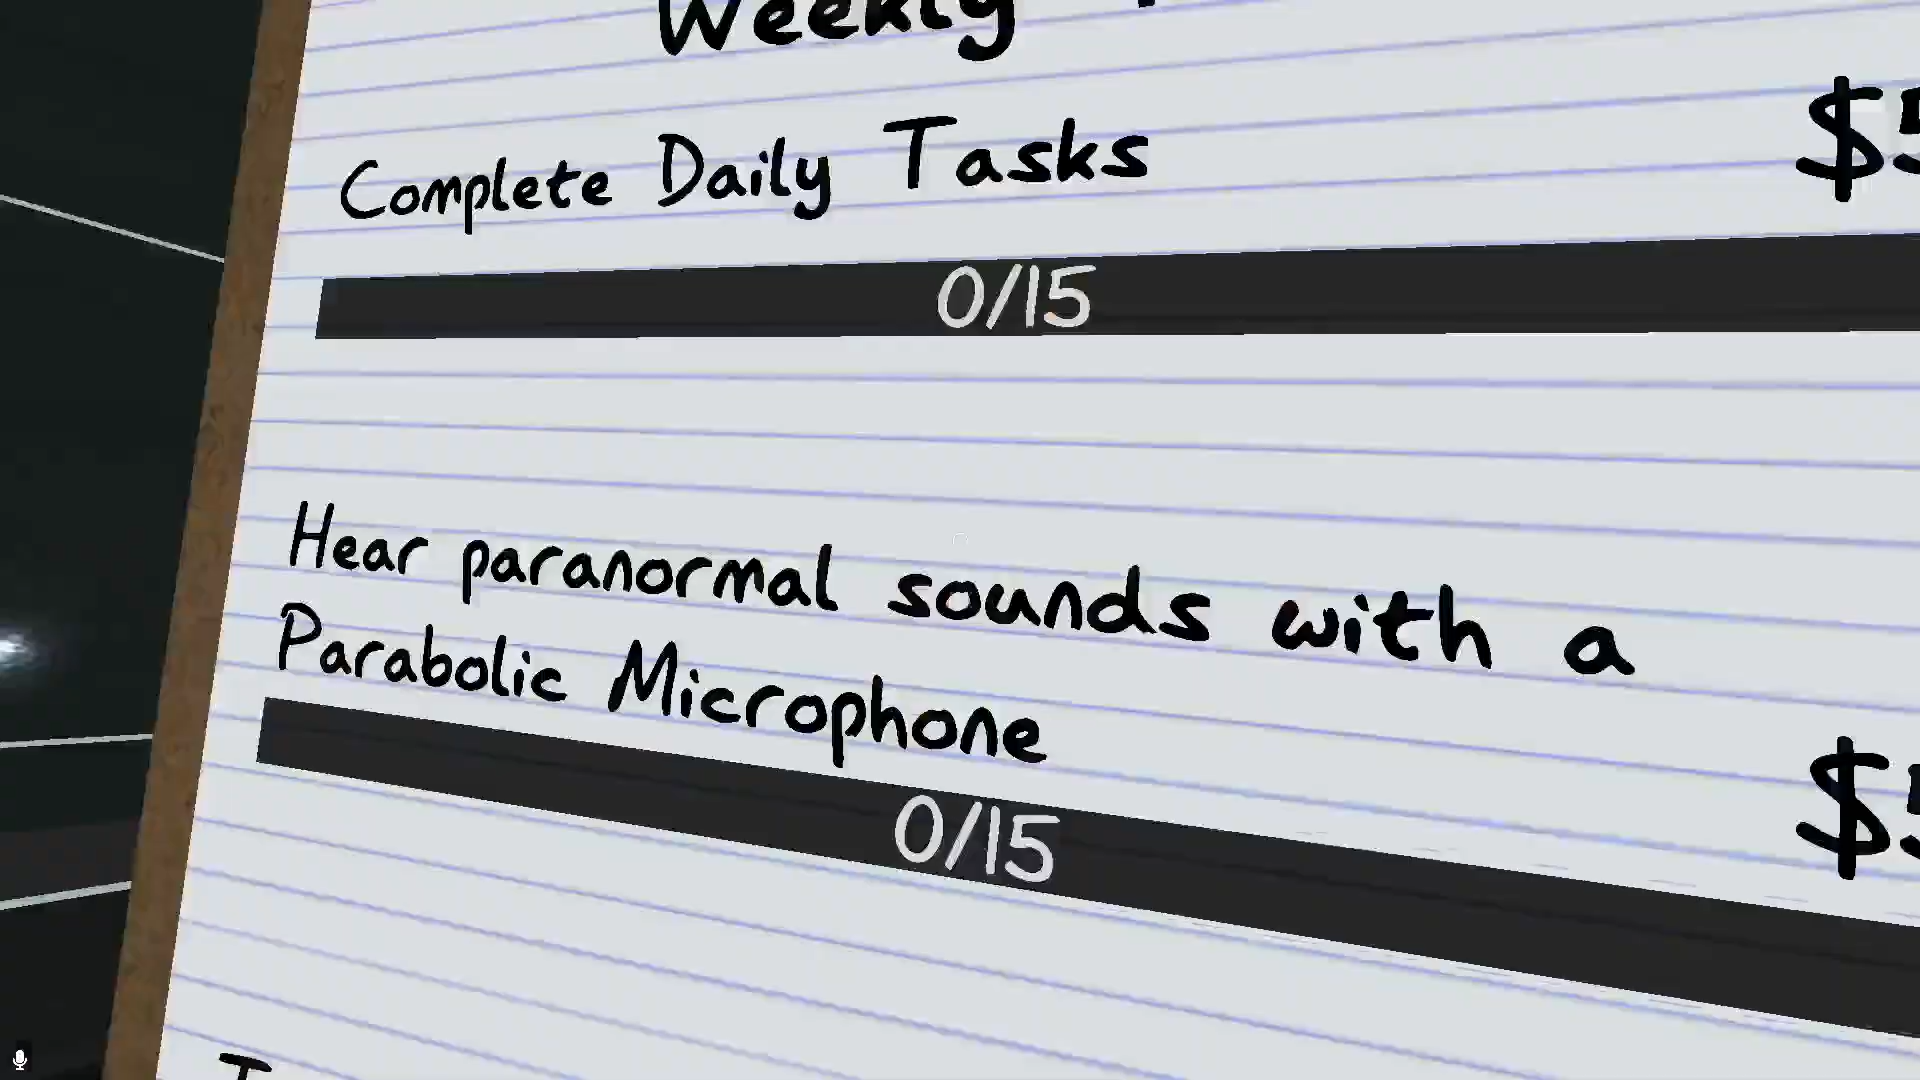 Weekly
Complete Daily Tasks
0/15
Hear paranormal sounds with a
Parabolic Microphone
0/15